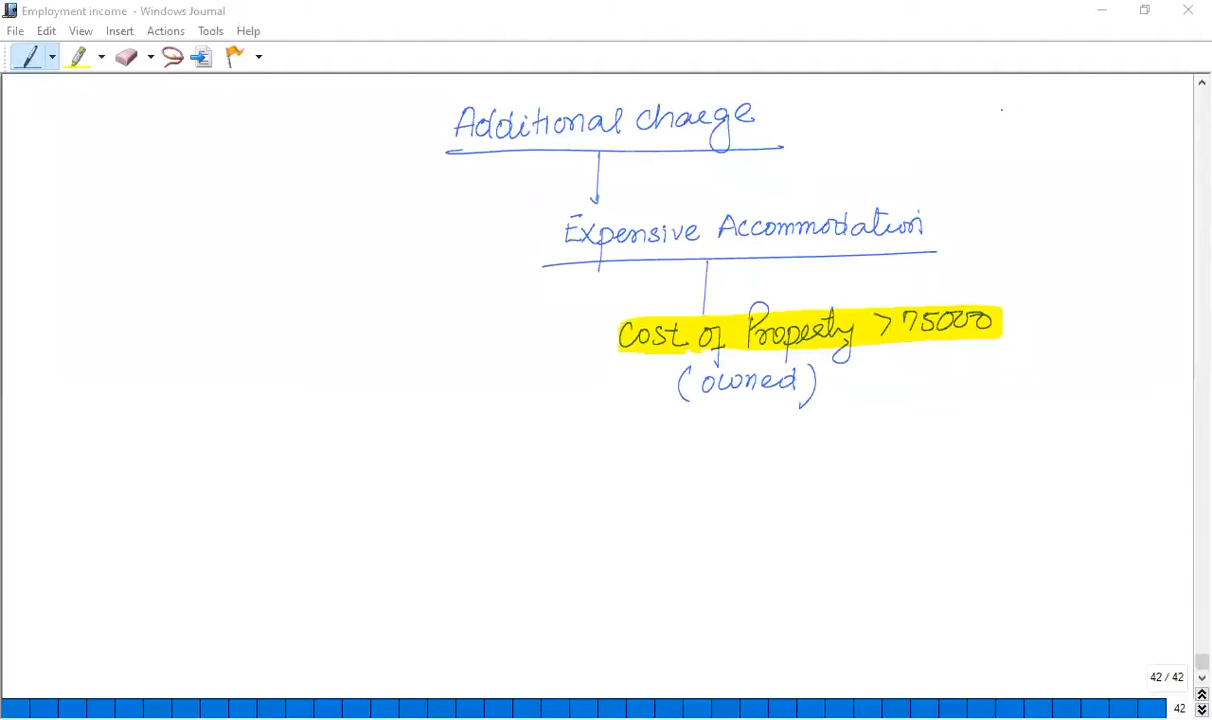 Employment income - Windows Journal
File Edit View Insert Actions Tools Help
Additional charge
Expensive Accommodation
Cost of Property > 75000
(owned)
42 / 42
42